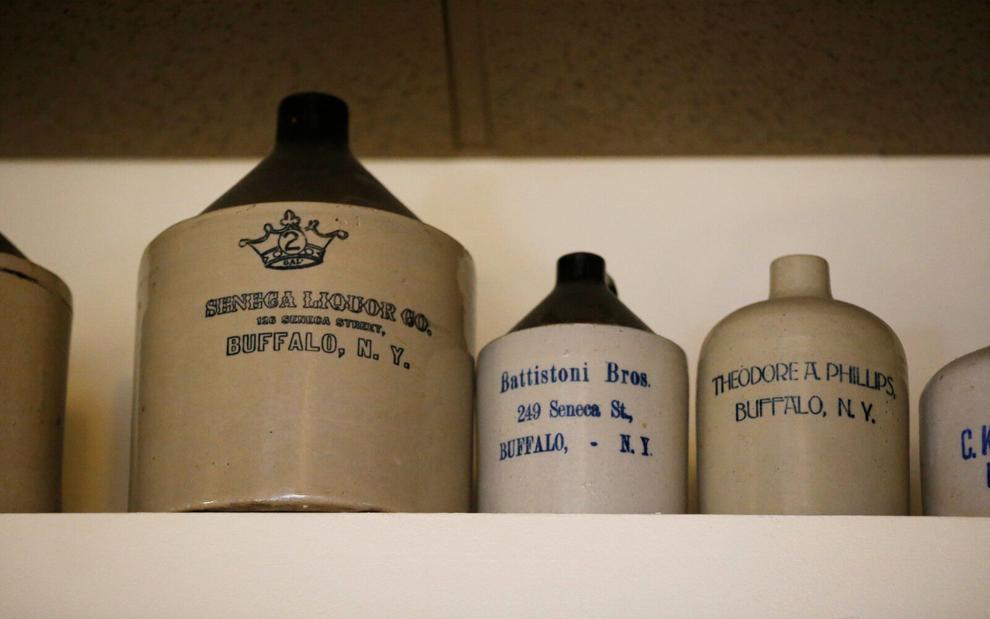 2
GAL
SENECA LIQUOR CO.
126 SENECA STREET,
BUFFALO, N. Y.
Battistoni Bros.
249 Seneca St.,
BUFFALO, - N. Y.
THEODORE A. PHILLIPS,
BUFFALO, N. Y.
C.